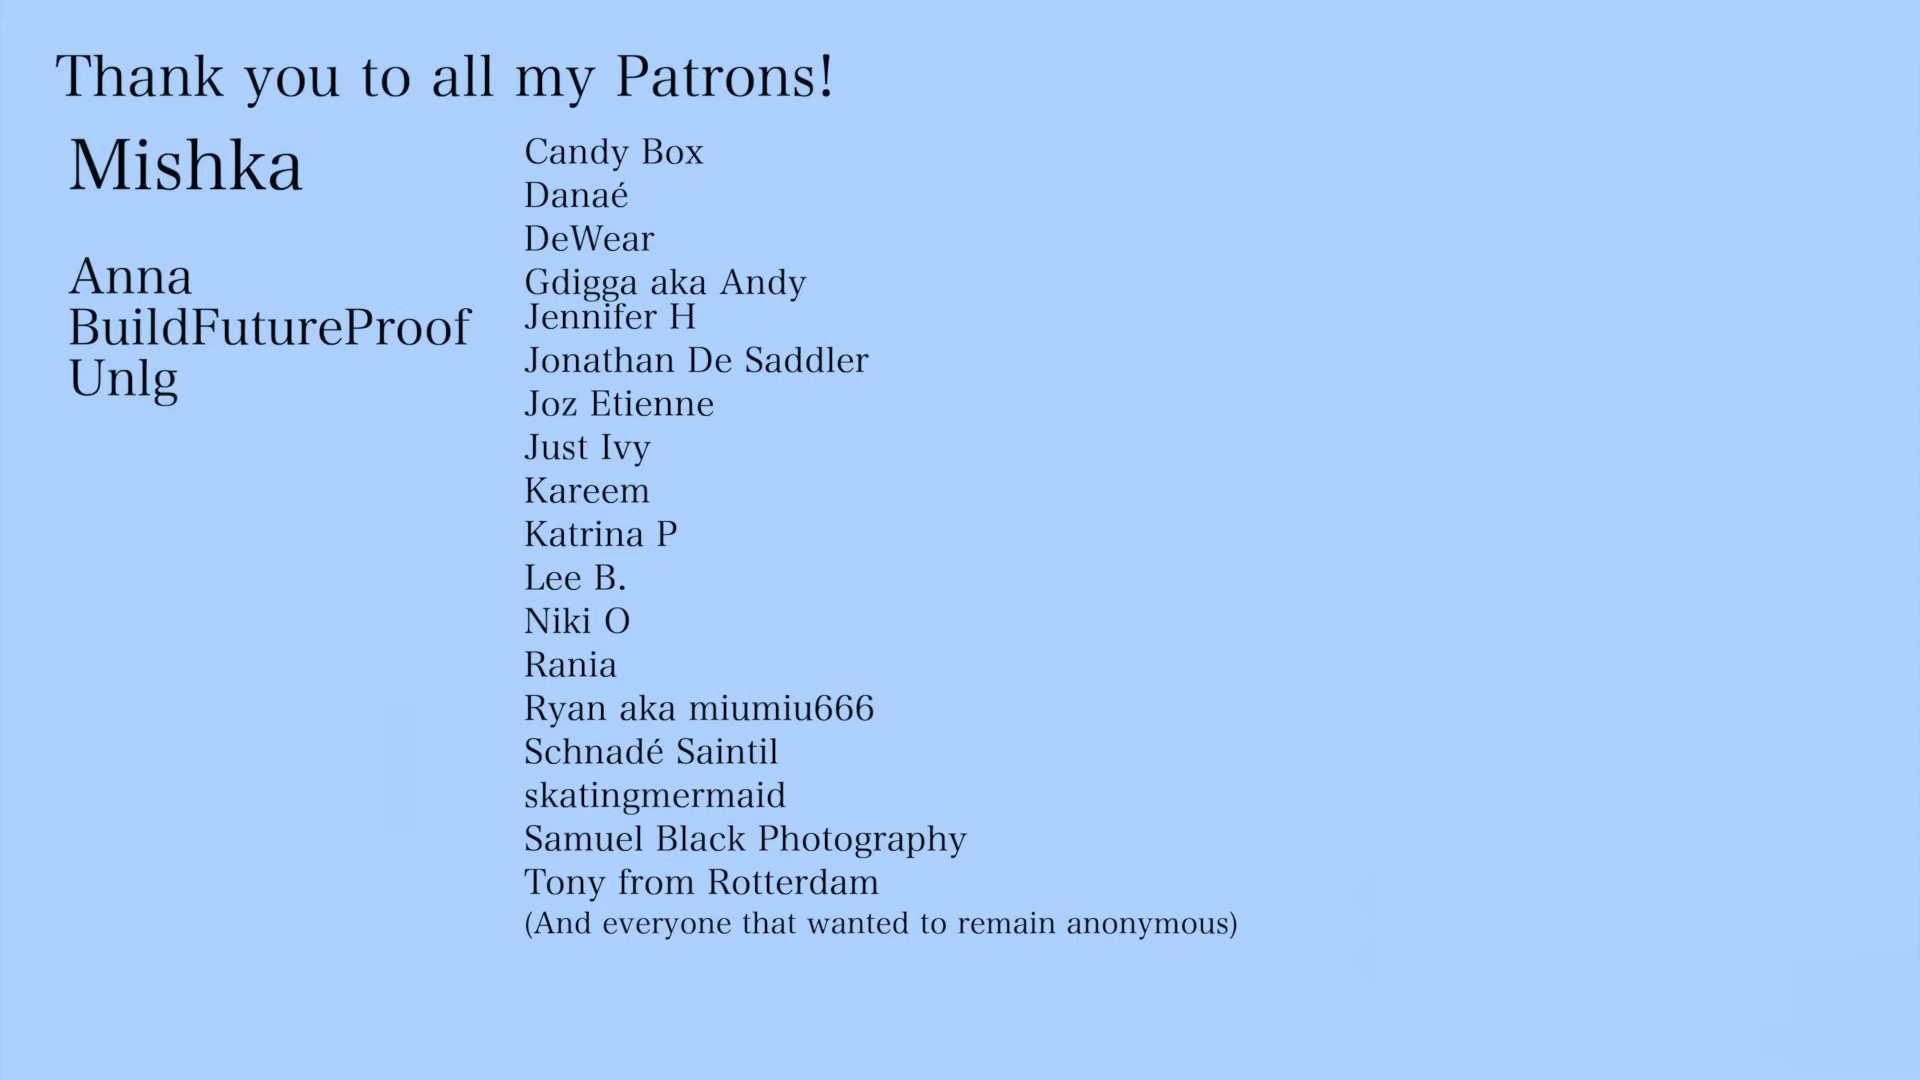 Thank you to all my Patrons!
Mishka
Anna
BuildFutureProof
Unlg
Candy Box
Danaé
DeWear
Gdigga aka Andy
Jennifer H
Jonathan De Saddler
Joz Etienne
Just Ivy
Kareem
Katrina P
Lee B.
Niki O
Rania
Ryan aka miumiu666
Schnadé Saintil
skatingmermaid
Samuel Black Photography
Tony from Rotterdam
(And everyone that wanted to remain anonymous)